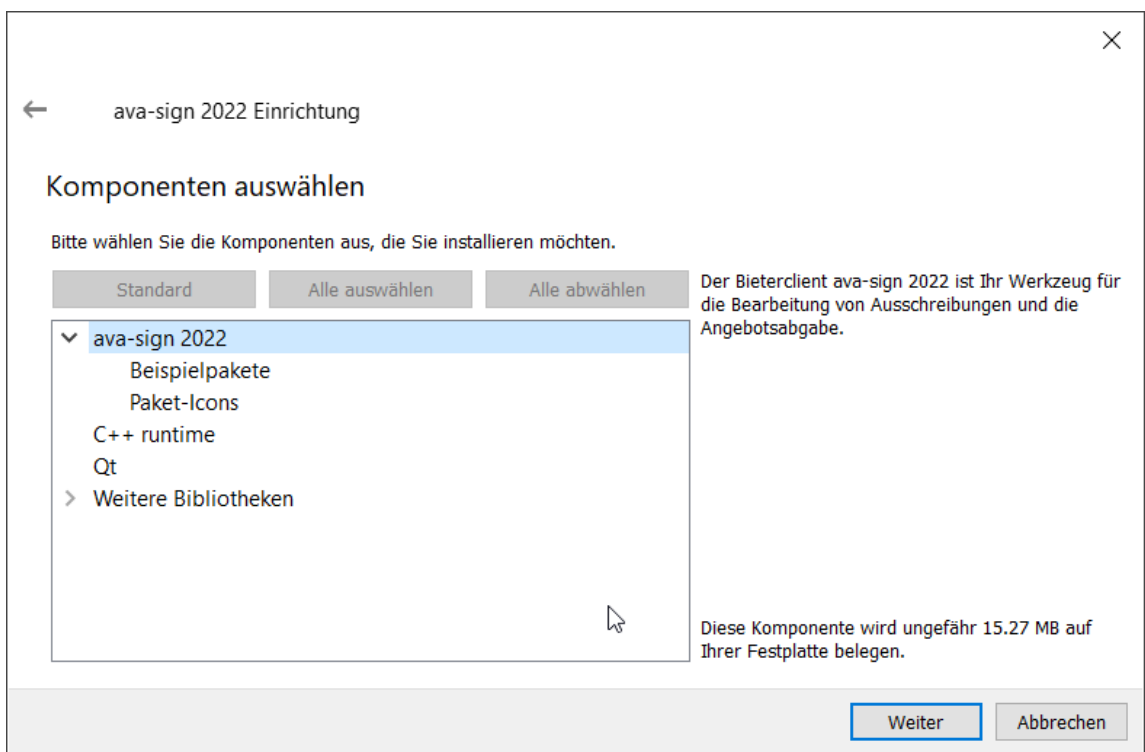 ava-sign 2022 Einrichtung
Komponenten auswählen
Bitte wählen Sie die Komponenten aus, die Sie installieren möchten.
Standard
Alle auswählen
Alle abwählen
ava-sign 2022
Beispielpakete
Paket-Icons
C++ runtime
Qt
Weitere Bibliotheken
Der Bieterclient ava-sign 2022 ist Ihr Werkzeug für
die Bearbeitung von Ausschreibungen und die
Angebotsabgabe.
Diese Komponente wird ungefähr 15.27 MB auf
Ihrer Festplatte belegen.
Weiter
Abbrechen